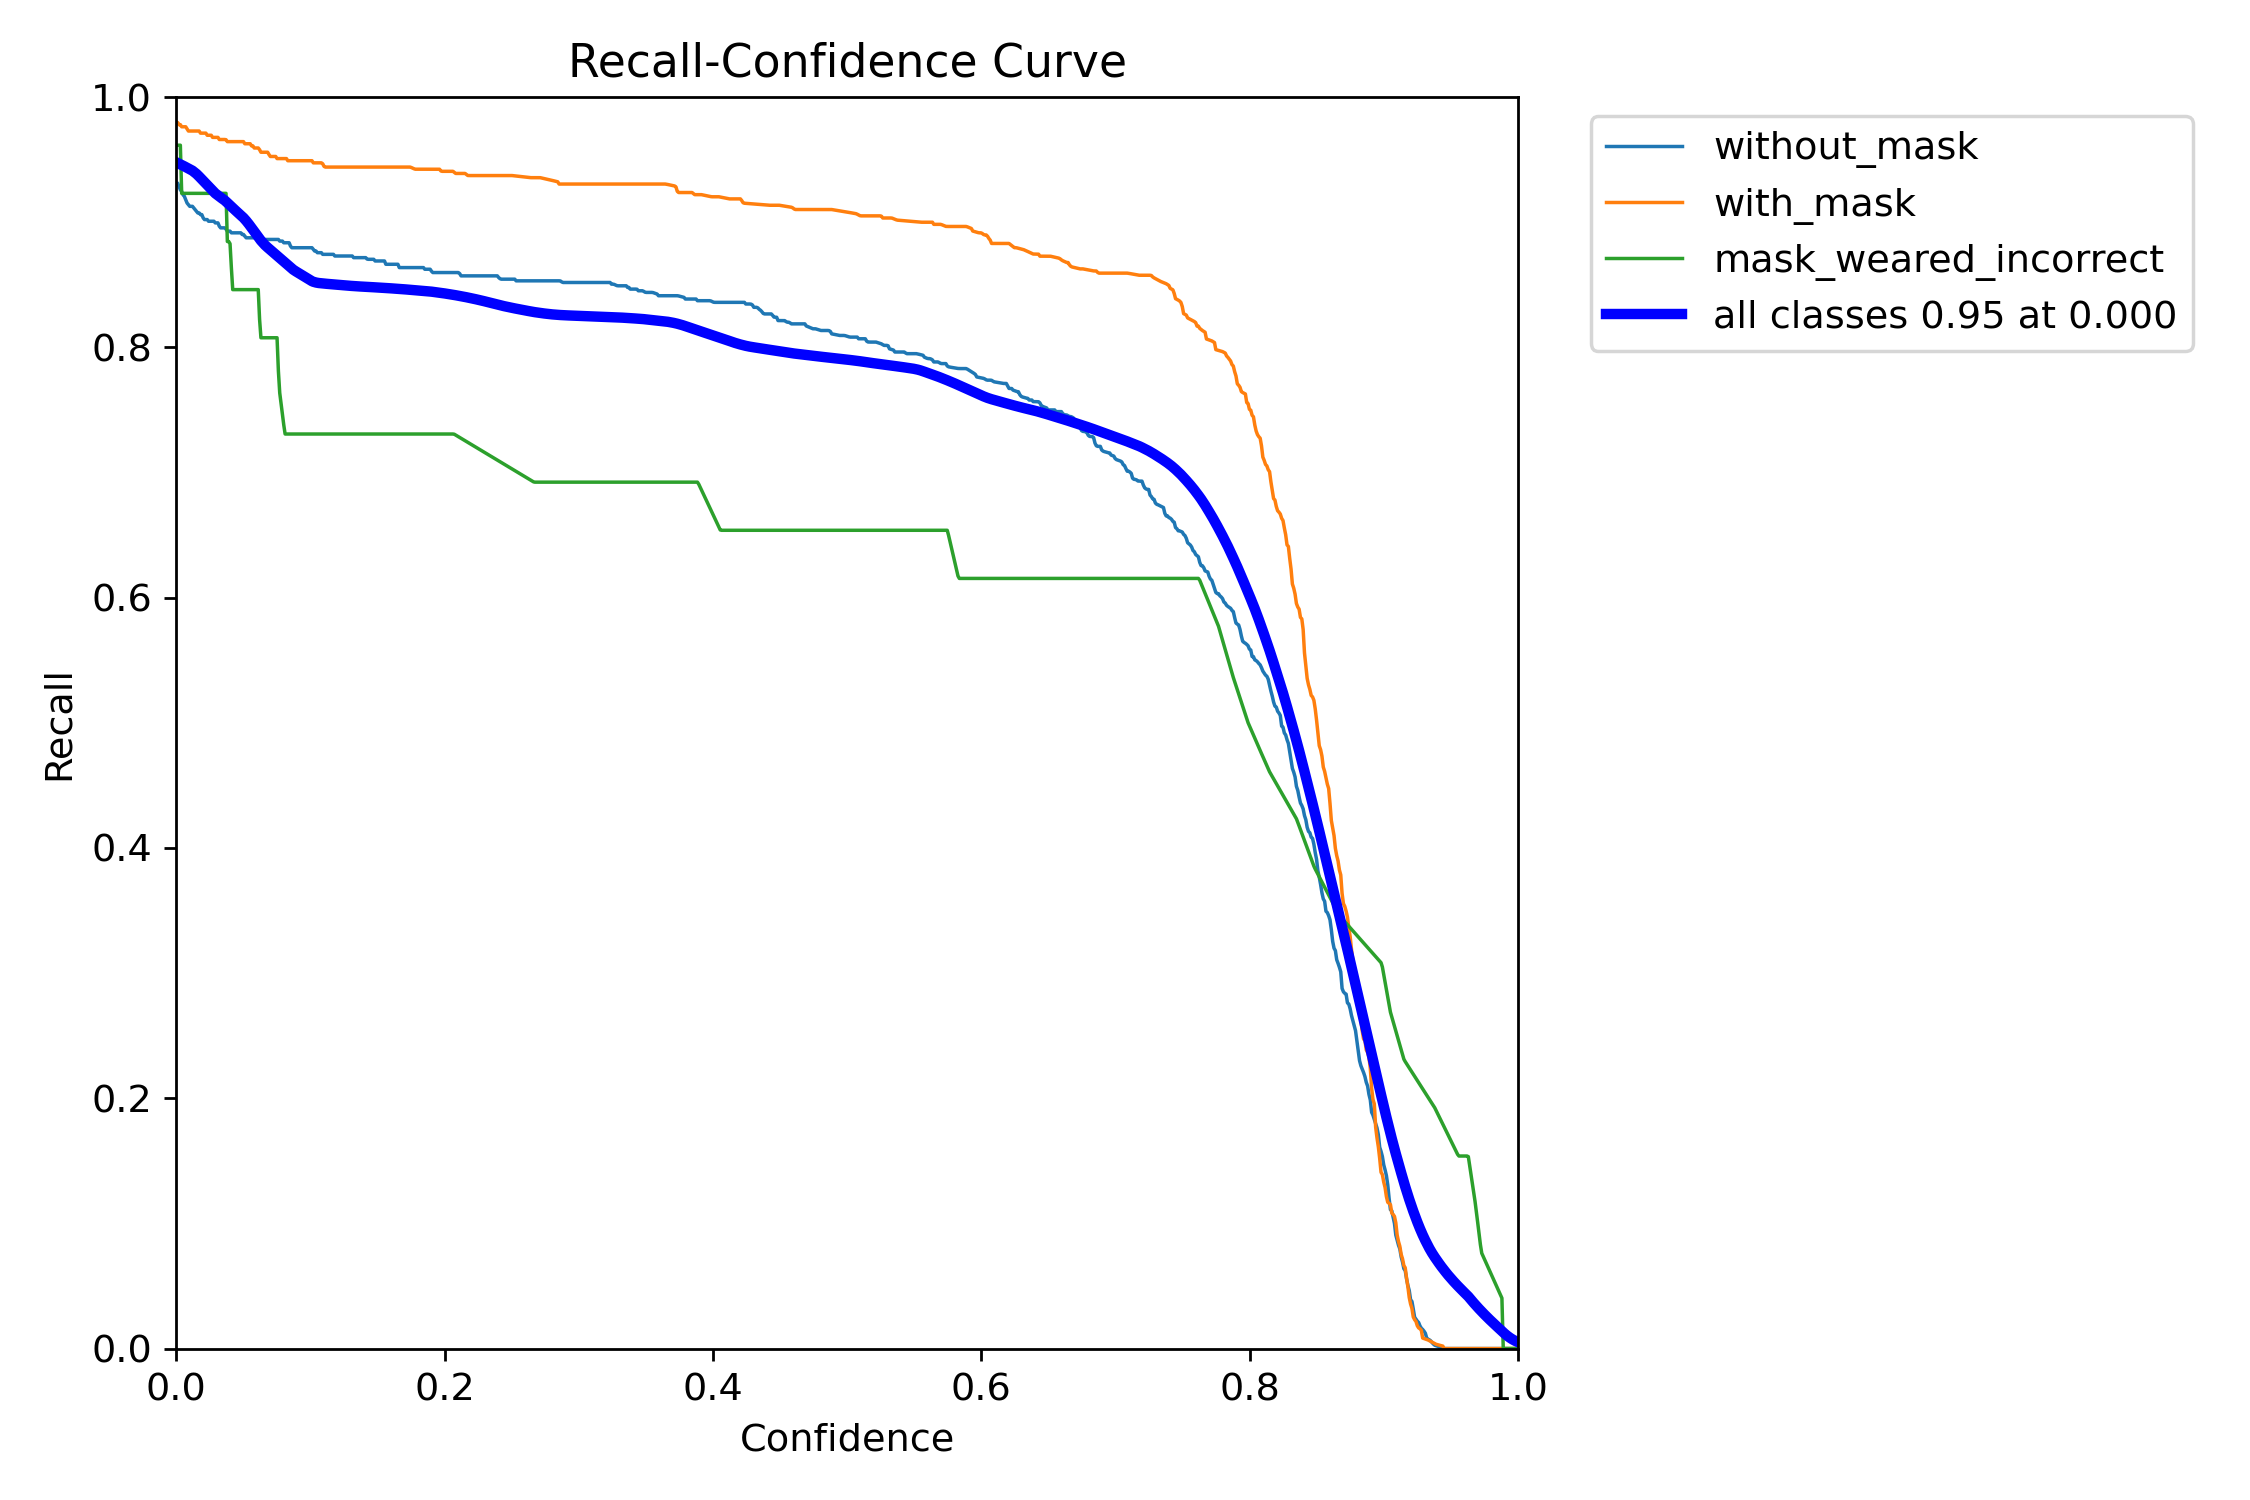 Recall-Confidence Curve
1.0
0.8
0.6
0.4
0.2
0.0
Recall
0.0 0.2 0.4 0.6 0.8 1.0
Confidence
without_mask
with_mask
mask_weared_incorrect
all classes 0.95 at 0.000